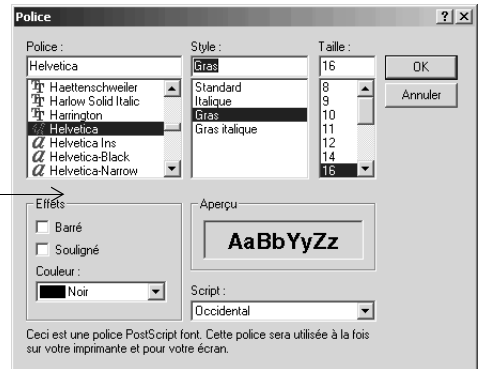 Police
Police :
Style :
Taille :
Helvetica
Gras
16
OK
Annuler
Haettenschweiler
Harlow Solid Italic
Harrington
Helvetica
Helvetica Ins
Helvetica-Black
Helvetica-Narrow
Standard
Italique
Gras
Gras italique
8
9
10
11
12
14
16
Effets
Barré
Souligné
Couleur :
Noir
Aperçu
AaBbYyZz
Script :
Occidental
Ceci est une police PostScript font. Cette police sera utilisée à la fois
sur votre imprimante et pour votre écran.